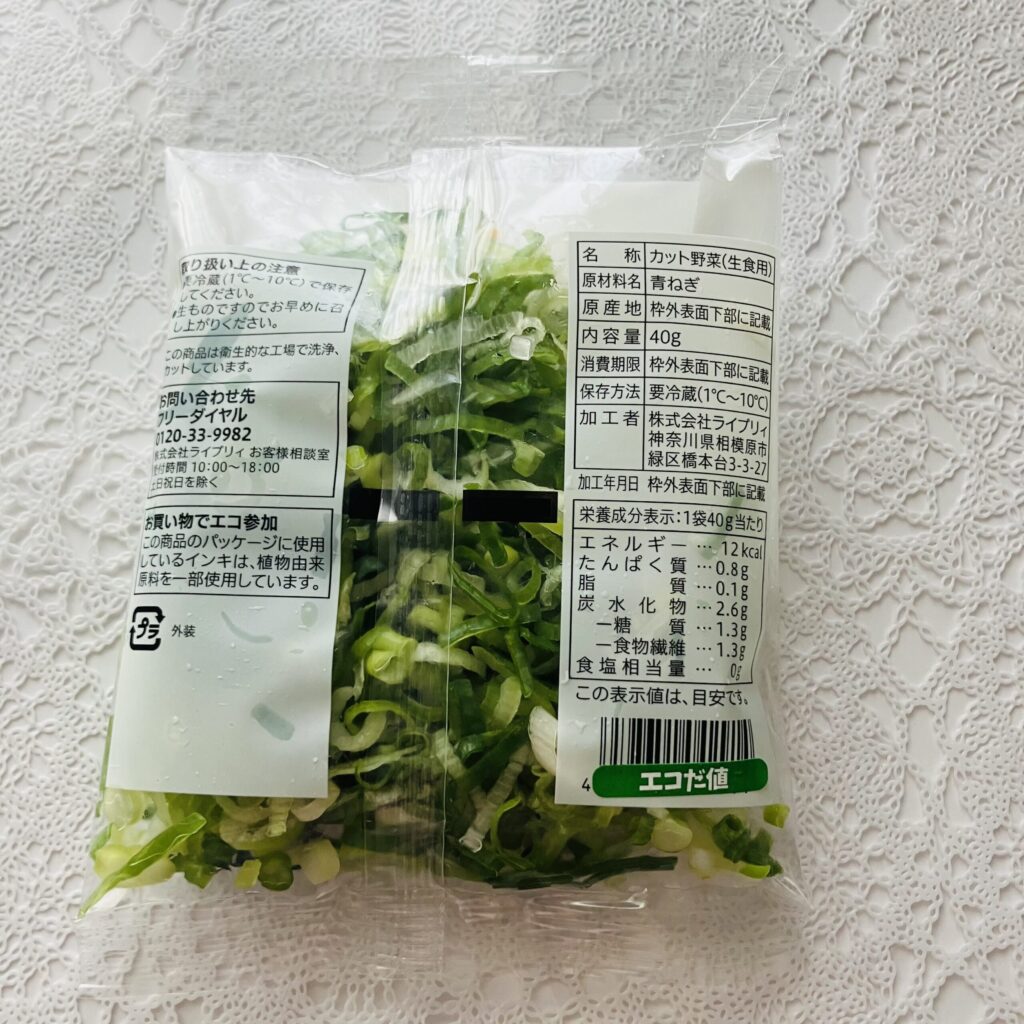 取り扱い上の注意
要冷蔵(1℃~10℃)で保存
してください。
●生ものですのでお早めに召
し上がりください。
この商品は衛生的な工場で洗浄、
カットしています。
お問い合わせ先
フリーダイヤル
0120-33-9982
株式会社ライブリィ お客様相談室
受付時間 10:00~18:00
土日祝日を除く
お買い物でエコ参加
この商品のパッケージに使用
しているインキは、植物由来
原料を一部使用しています。
プラ 外装
名称 カット野菜(生食用)
原材料名 青ねぎ
原産地 枠外表面下部に記載
内容量 40g
消費期限 枠外表面下部に記載
保存方法 要冷蔵(1℃~10℃)
加工者 株式会社ライブリィ
神奈川県相模原市
緑区橋本台3-3-27
加工年月日 枠外表面下部に記載
栄養成分表示:1袋40g当たり
エネルギー … 12kcal
たんぱく質 … 0.8g
脂質 … 0.1g
炭水化物 … 2.6g
ー糖質 … 1.3g
ー食物繊維 … 1.3g
食塩相当量 … 0g
この表示値は、目安です。
4
エコだ値